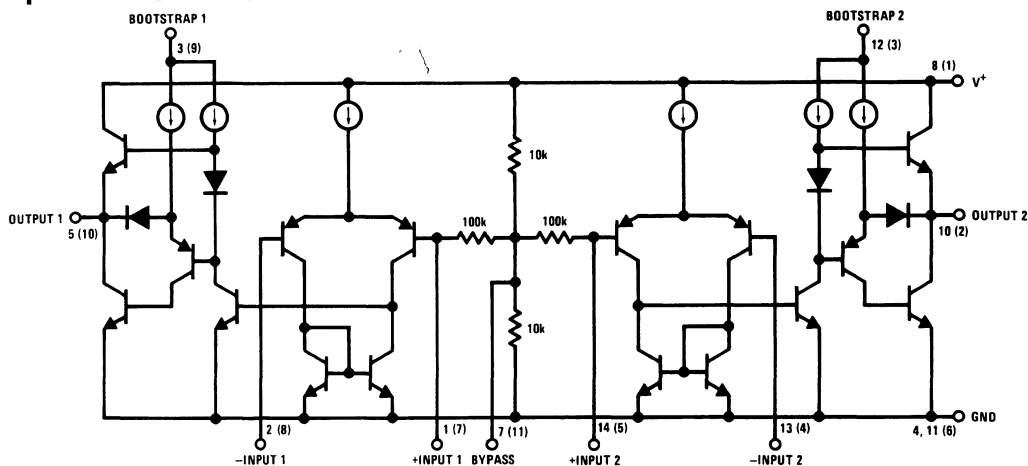 BOOTSTRAP 1
3 (9)
BOOTSTRAP 2
12 (3)
8 (1)
V+
10k
OUTPUT 1
5 (10)
100k
100k
OUTPUT 2
10 (2)
10k
GND
4, 11 (6)
2 (8)
-INPUT 1
1 (7)
+INPUT 1
7 (11)
BYPASS
14 (5)
+INPUT 2
13 (4)
-INPUT 2